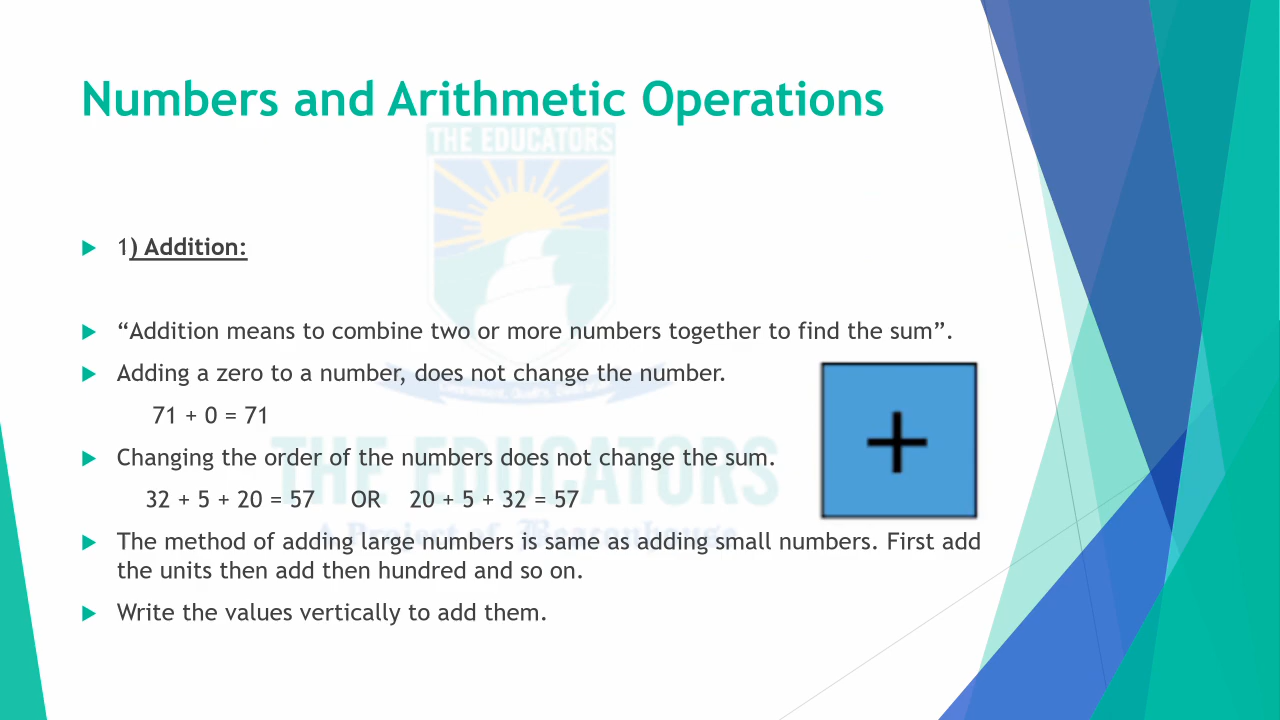 Numbers and Arithmetic Operations
THE EDUCATORS
1) Addition:
“Addition means to combine two or more numbers together to find the sum”.
Adding a zero to a number, does not change the number.
71 + 0 = 71
Changing the order of the numbers does not change the sum.
THE EDUCATORS
32 + 5 + 20 = 57 OR 20 + 5 + 32 = 57
A Project of Beaconhouse
The method of adding large numbers is same as adding small numbers. First add
the units then add then hundred and so on.
Write the values vertically to add them.
+